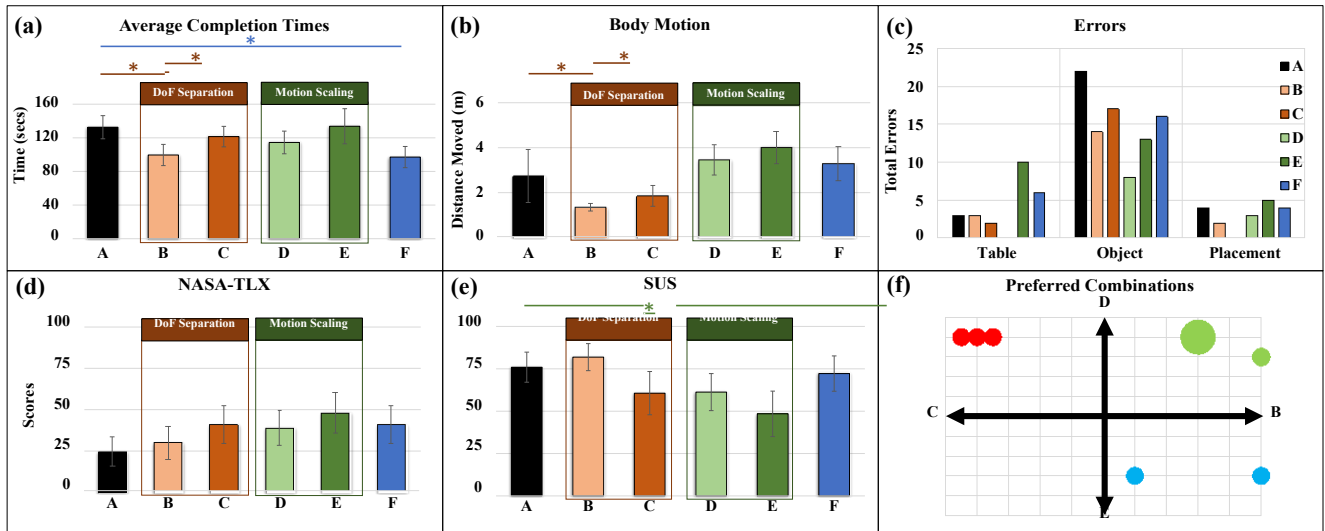 (a) Average Completion Times
*
* *
DoF Separation Motion Scaling
Time (secs)
160
120
80
40
0
A B C D E F
(b) Body Motion
* *
DoF Separation Motion Scaling
Distance Moved (m)
6
4
2
0
A B C D E F
(c) Errors
Total Errors
25
20
15
10
5
0
Table Object Placement
A
B
C
D
E
F
(d) NASA-TLX
DoF Separation Motion Scaling
Scores
100
75
50
25
0
A B C D E F
(e) SUS
*
DoF Separation Motion Scaling
100
75
50
25
0
A B C D E F
(f) Preferred Combinations
D
C B
E